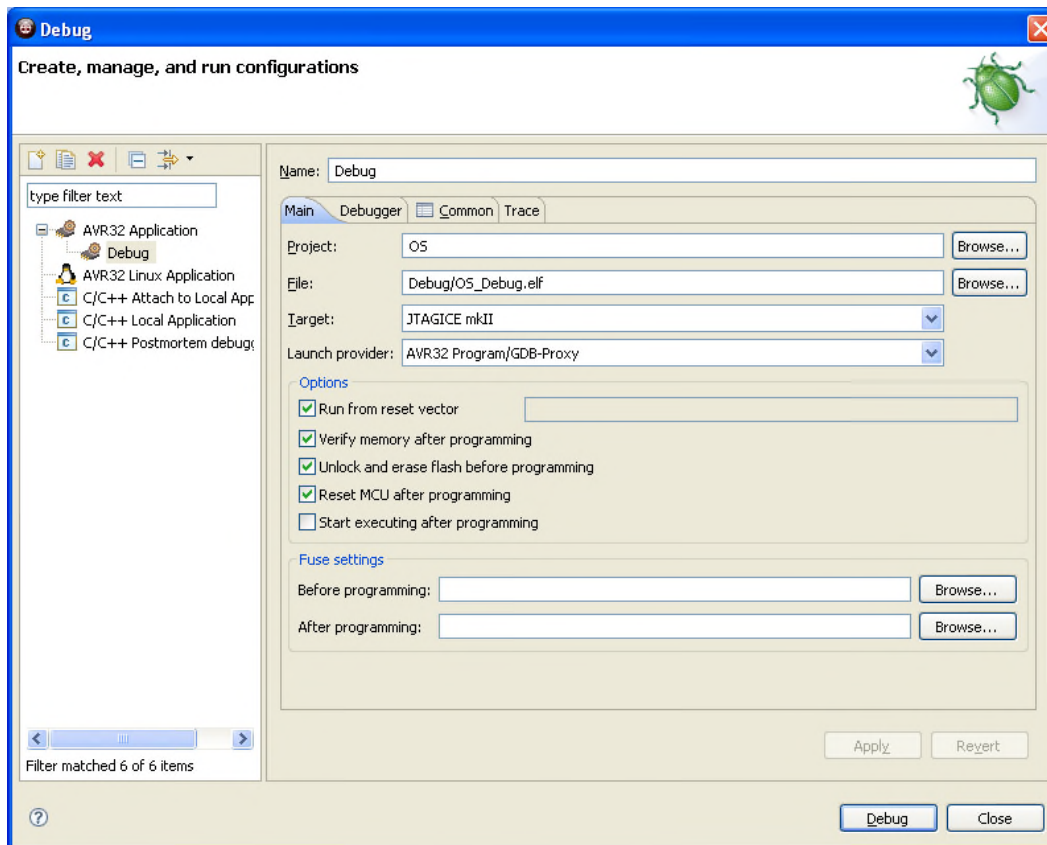 Debug
Create, manage, and run configurations
type filter text
AVR32 Application
Debug
AVR32 Linux Application
C/C++ Attach to Local App
C/C++ Local Application
C/C++ Postmortem debugg
Filter matched 6 of 6 items
Name: Debug
Main Debugger Common Trace
Project: OS Browse...
File: Debug/OS_Debug.elf Browse...
Target: JTAGICE mkII
Launch provider: AVR32 Program/GDB-Proxy
Options
Run from reset vector
Verify memory after programming
Unlock and erase flash before programming
Reset MCU after programming
Start executing after programming
Fuse settings
Before programming: Browse...
After programming: Browse...
Apply Revert
Debug Close